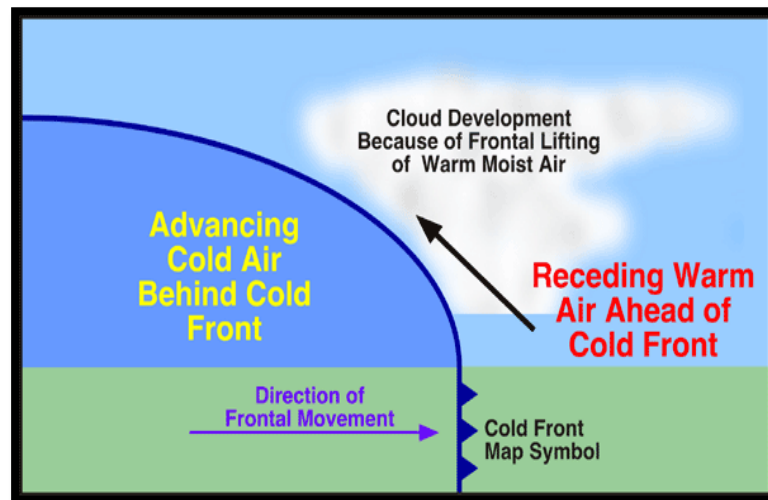 Cloud Development
Because of Frontal Lifting
of Warm Moist Air
Advancing
Cold Air
Behind Cold
Front
Receding Warm
Air Ahead of
Cold Front
Direction of
Frontal Movement
Cold Front
Map Symbol